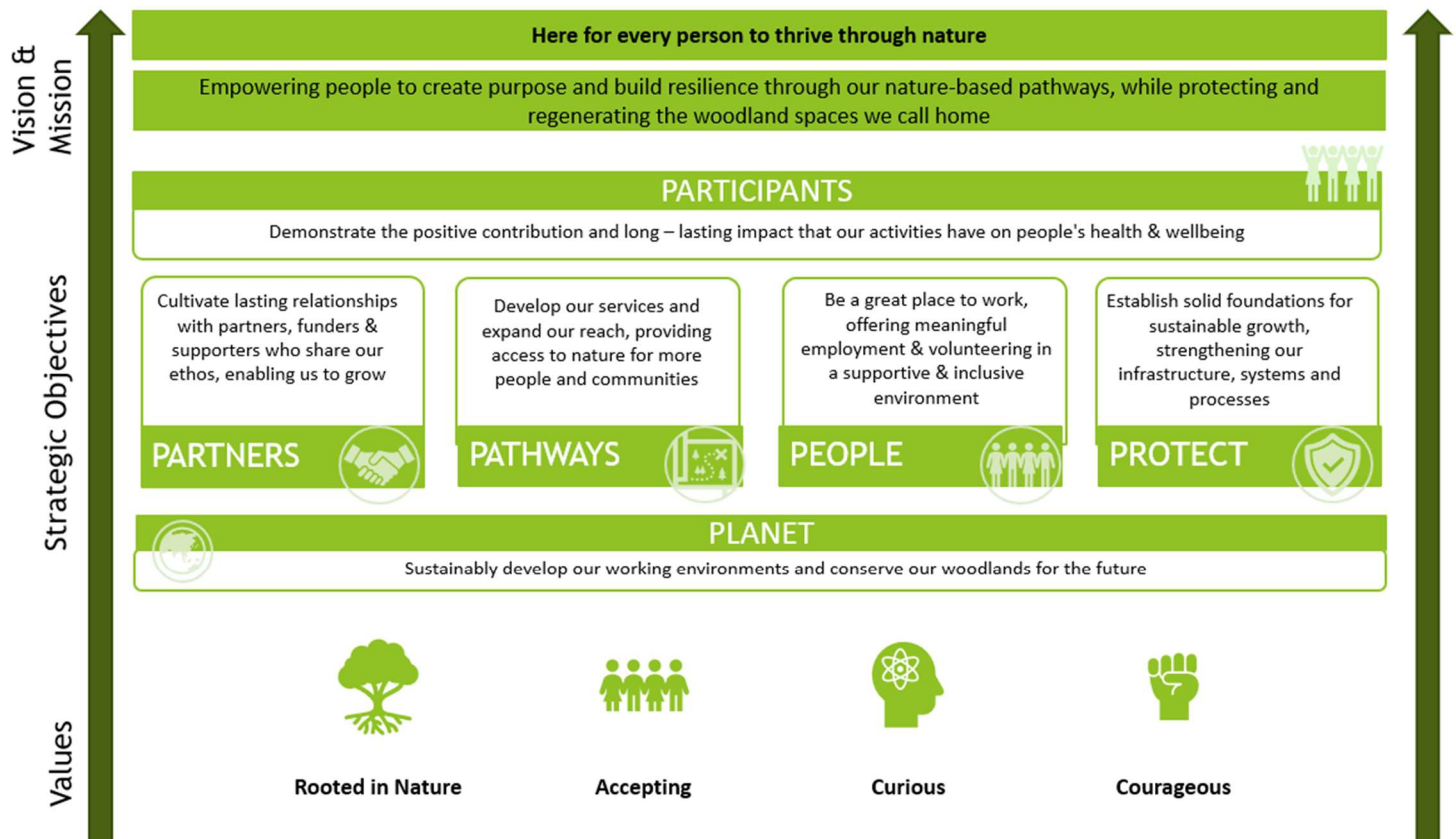 Vision &
Mission
Here for every person to thrive through nature
Empowering people to create purpose and build resilience through our nature-based pathways, while protecting and
regenerating the woodland spaces we call home
Strategic Objectives
PARTICIPANTS
Demonstrate the positive contribution and long – lasting impact that our activities have on people's health & wellbeing
Cultivate lasting relationships
with partners, funders &
supporters who share our
ethos, enabling us to grow
PARTNERS
Develop our services and
expand our reach, providing
access to nature for more
people and communities
PATHWAYS
Be a great place to work,
offering meaningful
employment & volunteering in
a supportive & inclusive
environment
PEOPLE
Establish solid foundations for
sustainable growth,
strengthening our
infrastructure, systems and
processes
PROTECT
PLANET
Sustainably develop our working environments and conserve our woodlands for the future
Values
Rooted in Nature
Accepting
Curious
Courageous